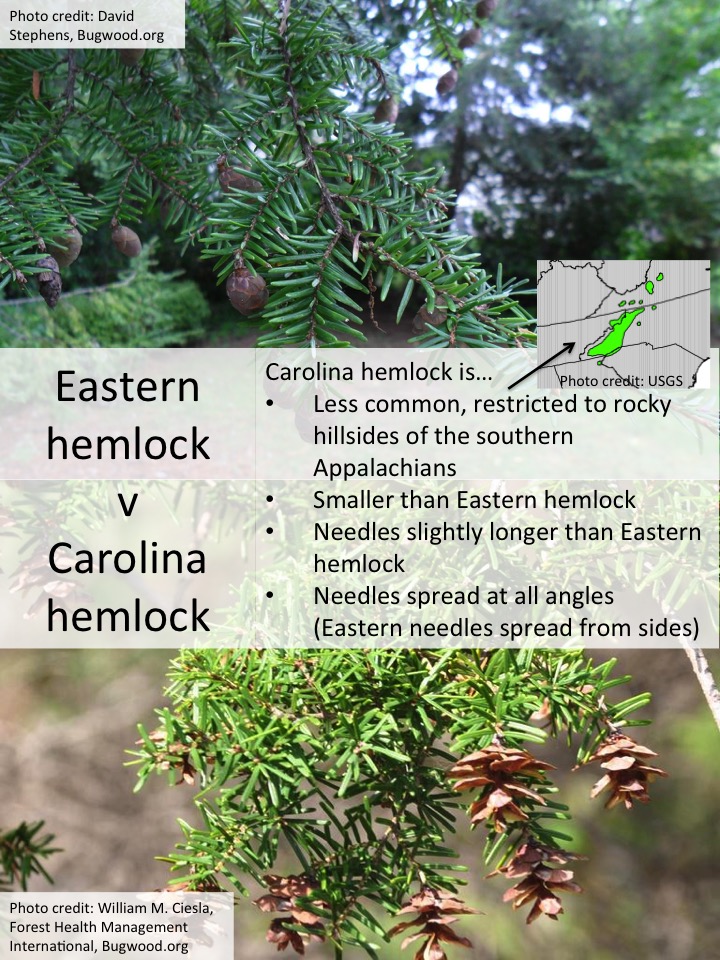 Photo credit: David
Stephens, Bugwood.org
Photo credit: USGS
Eastern
hemlock
v
Carolina
hemlock
Carolina hemlock is…
• Less common, restricted to rocky
hillsides of the southern
Appalachians
• Smaller than Eastern hemlock
• Needles slightly longer than Eastern
hemlock
• Needles spread at all angles
(Eastern needles spread from sides)
Photo credit: William M. Ciesla,
Forest Health Management
International, Bugwood.org